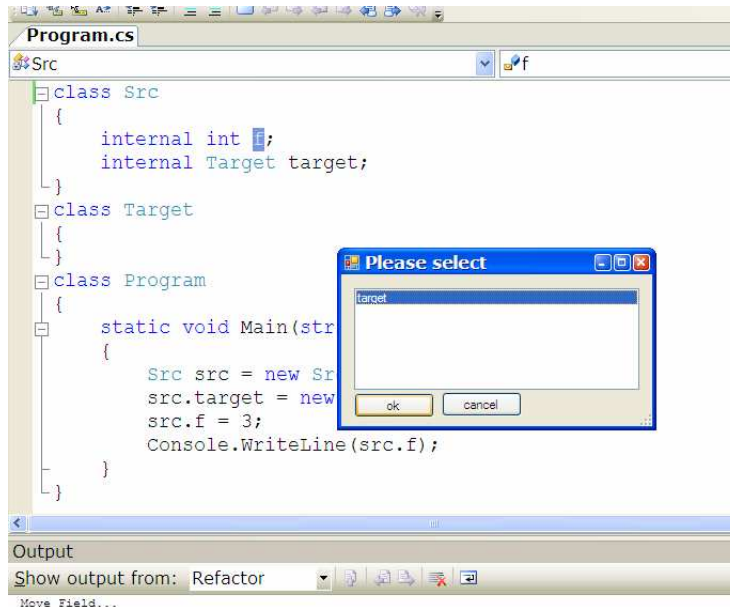 Program.cs
Src f
class Src
{
internal int f;
internal Target target;
}
class Target
{
}
class Program
{
static void Main(str
{
Src src = new Sr
src.target = new
src.f = 3;
Console.WriteLine(src.f);
}
}
Please select
target
ok cancel
Output
Show output from: Refactor
Move Field...